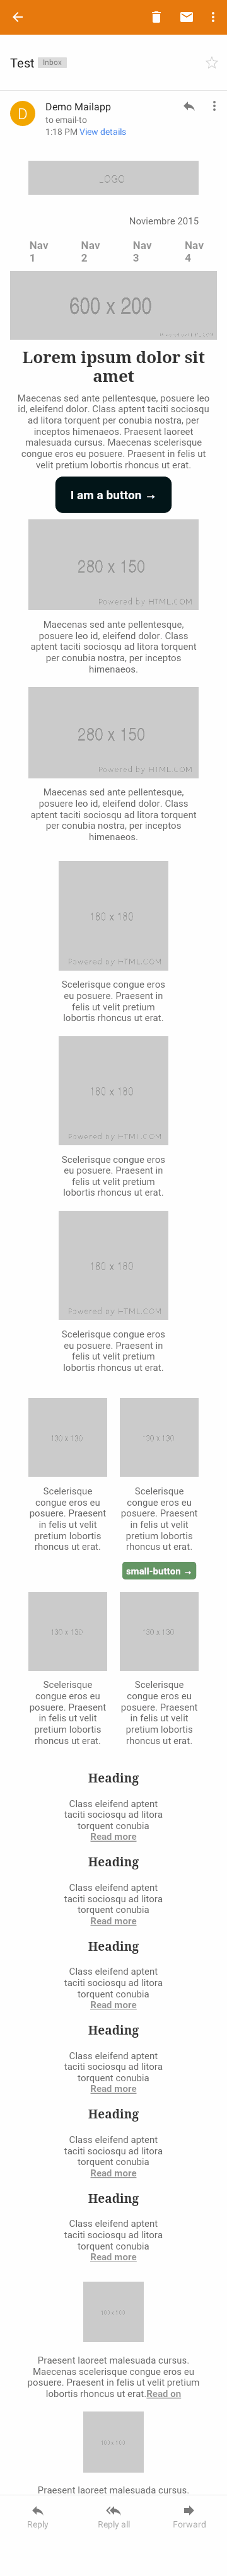 Test Inbox
D
Demo Mailapp
to email-to
1:18 PM View details
LOGO
Noviembre 2015
Nav 1
Nav 2
Nav 3
Nav 4
600 x 200
Powered by HTML.COM
Lorem ipsum dolor sit
amet
Maecenas sed ante pellentesque, posuere leo
id, eleifend dolor. Class aptent taciti sociosqu
ad litora torquent per conubia nostra, per
inceptos himenaeos. Praesent laoreet
malesuada cursus. Maecenas scelerisque
congue eros eu posuere. Praesent in felis ut
velit pretium lobortis rhoncus ut erat.
I am a button →
280 x 150
Powered by HTML.COM
Maecenas sed ante pellentesque,
posuere leo id, eleifend dolor. Class
aptent taciti sociosqu ad litora torquent
per conubia nostra, per inceptos
himenaeos.
280 x 150
Powered by HTML.COM
Maecenas sed ante pellentesque,
posuere leo id, eleifend dolor. Class
aptent taciti sociosqu ad litora torquent
per conubia nostra, per inceptos
himenaeos.
180 x 180
Powered by HTML.COM
Scelerisque congue eros
eu posuere. Praesent in
felis ut velit pretium
lobortis rhoncus ut erat.
180 x 180
Powered by HTML.COM
Scelerisque congue eros
eu posuere. Praesent in
felis ut velit pretium
lobortis rhoncus ut erat.
180 x 180
Powered by HTML.COM
Scelerisque congue eros
eu posuere. Praesent in
felis ut velit pretium
lobortis rhoncus ut erat.
130 x 130
Scelerisque
congue eros eu
posuere. Praesent
in felis ut velit
pretium lobortis
rhoncus ut erat.
130 x 130
Scelerisque
congue eros eu
posuere. Praesent
in felis ut velit
pretium lobortis
rhoncus ut erat.
small-button →
130 x 130
Scelerisque
congue eros eu
posuere. Praesent
in felis ut velit
pretium lobortis
rhoncus ut erat.
130 x 130
Scelerisque
congue eros eu
posuere. Praesent
in felis ut velit
pretium lobortis
rhoncus ut erat.
Heading
Class eleifend aptent
taciti sociosqu ad litora
torquent conubia
Read more
Heading
Class eleifend aptent
taciti sociosqu ad litora
torquent conubia
Read more
Heading
Class eleifend aptent
taciti sociosqu ad litora
torquent conubia
Read more
Heading
Class eleifend aptent
taciti sociosqu ad litora
torquent conubia
Read more
Heading
Class eleifend aptent
taciti sociosqu ad litora
torquent conubia
Read more
Heading
Class eleifend aptent
taciti sociosqu ad litora
torquent conubia
Read more
100 x 100
Praesent laoreet malesuada cursus.
Maecenas scelerisque congue eros eu
posuere. Praesent in felis ut velit pretium
lobortis rhoncus ut erat.Read on
100 x 100
Praesent laoreet malesuada cursus.
Reply
Reply all
Forward